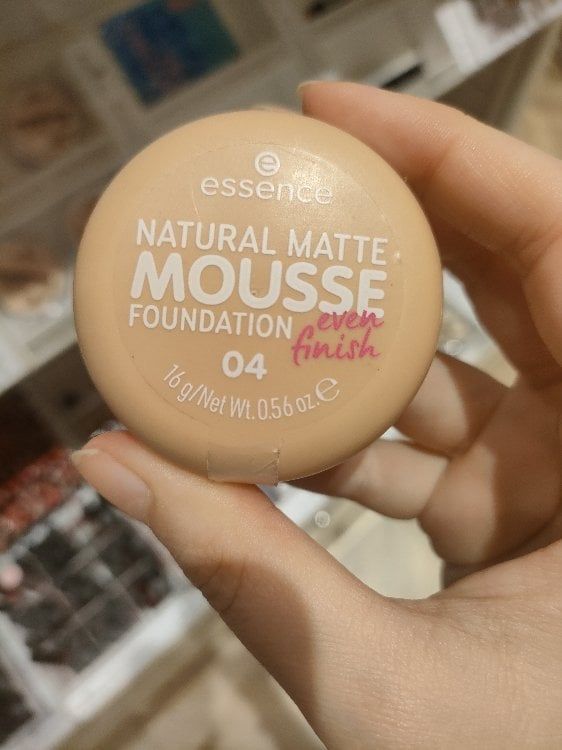 essence
NATURAL MATTE
MOUSSE
FOUNDATION even
finish
04
16 g/Net Wt. 0.56 oz. ℮